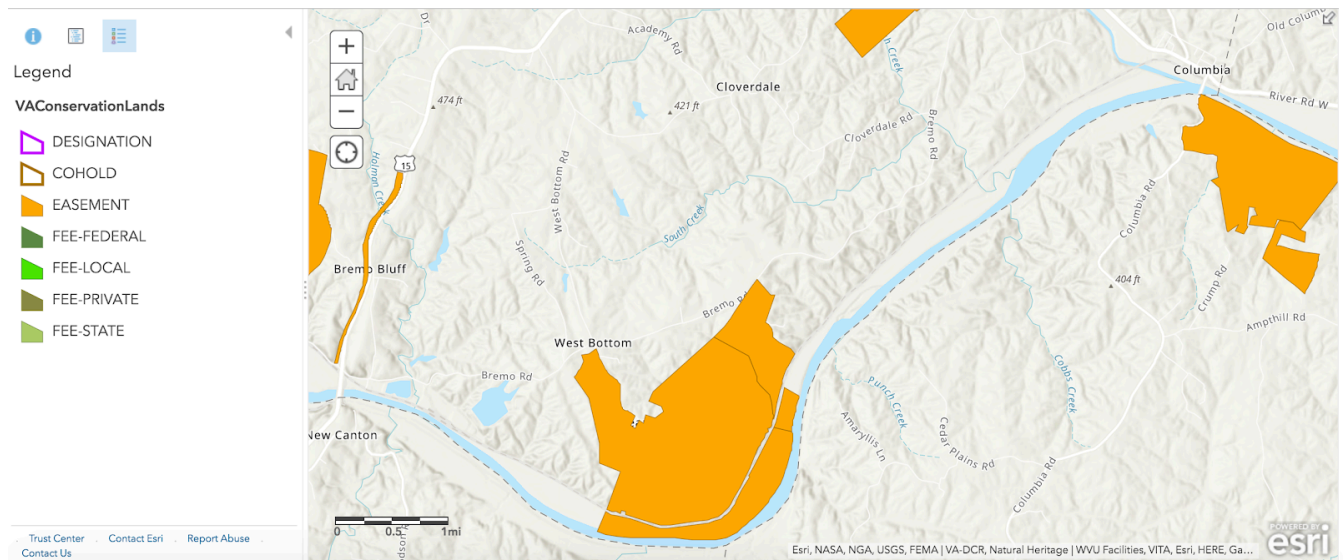 Legend
VAConservationLands
DESIGNATION
COHOLD
EASEMENT
FEE-FEDERAL
FEE-LOCAL
FEE-PRIVATE
FEE-STATE
Trust Center . Contact Esri . Report Abuse .
Contact Us
Dr
Academy Rd
Old Colum
Columbia
474 ft
421 ft
Cloverdale
River Rd W
Cloverdale Rd
Bremo Rd
15
Holman Creek
West Bottom Rd
South Creek
Columbia Rd
Spring Rd
Bremo Bluff
404 ft
Crump Rd
Bremo Rd
Ampthill Rd
West Bottom
Bremo Rd
Punch Creek
Cobbs Creek
Amaryllis Ln
Cedar Plains Rd
New Canton
Columbia Rd
0 0.5 1mi
Esri, NASA, NGA, USGS, FEMA | VA-DCR, Natural Heritage | WVU Facilities, VITA, Esri, HERE, Ga...
POWERED BY
esri